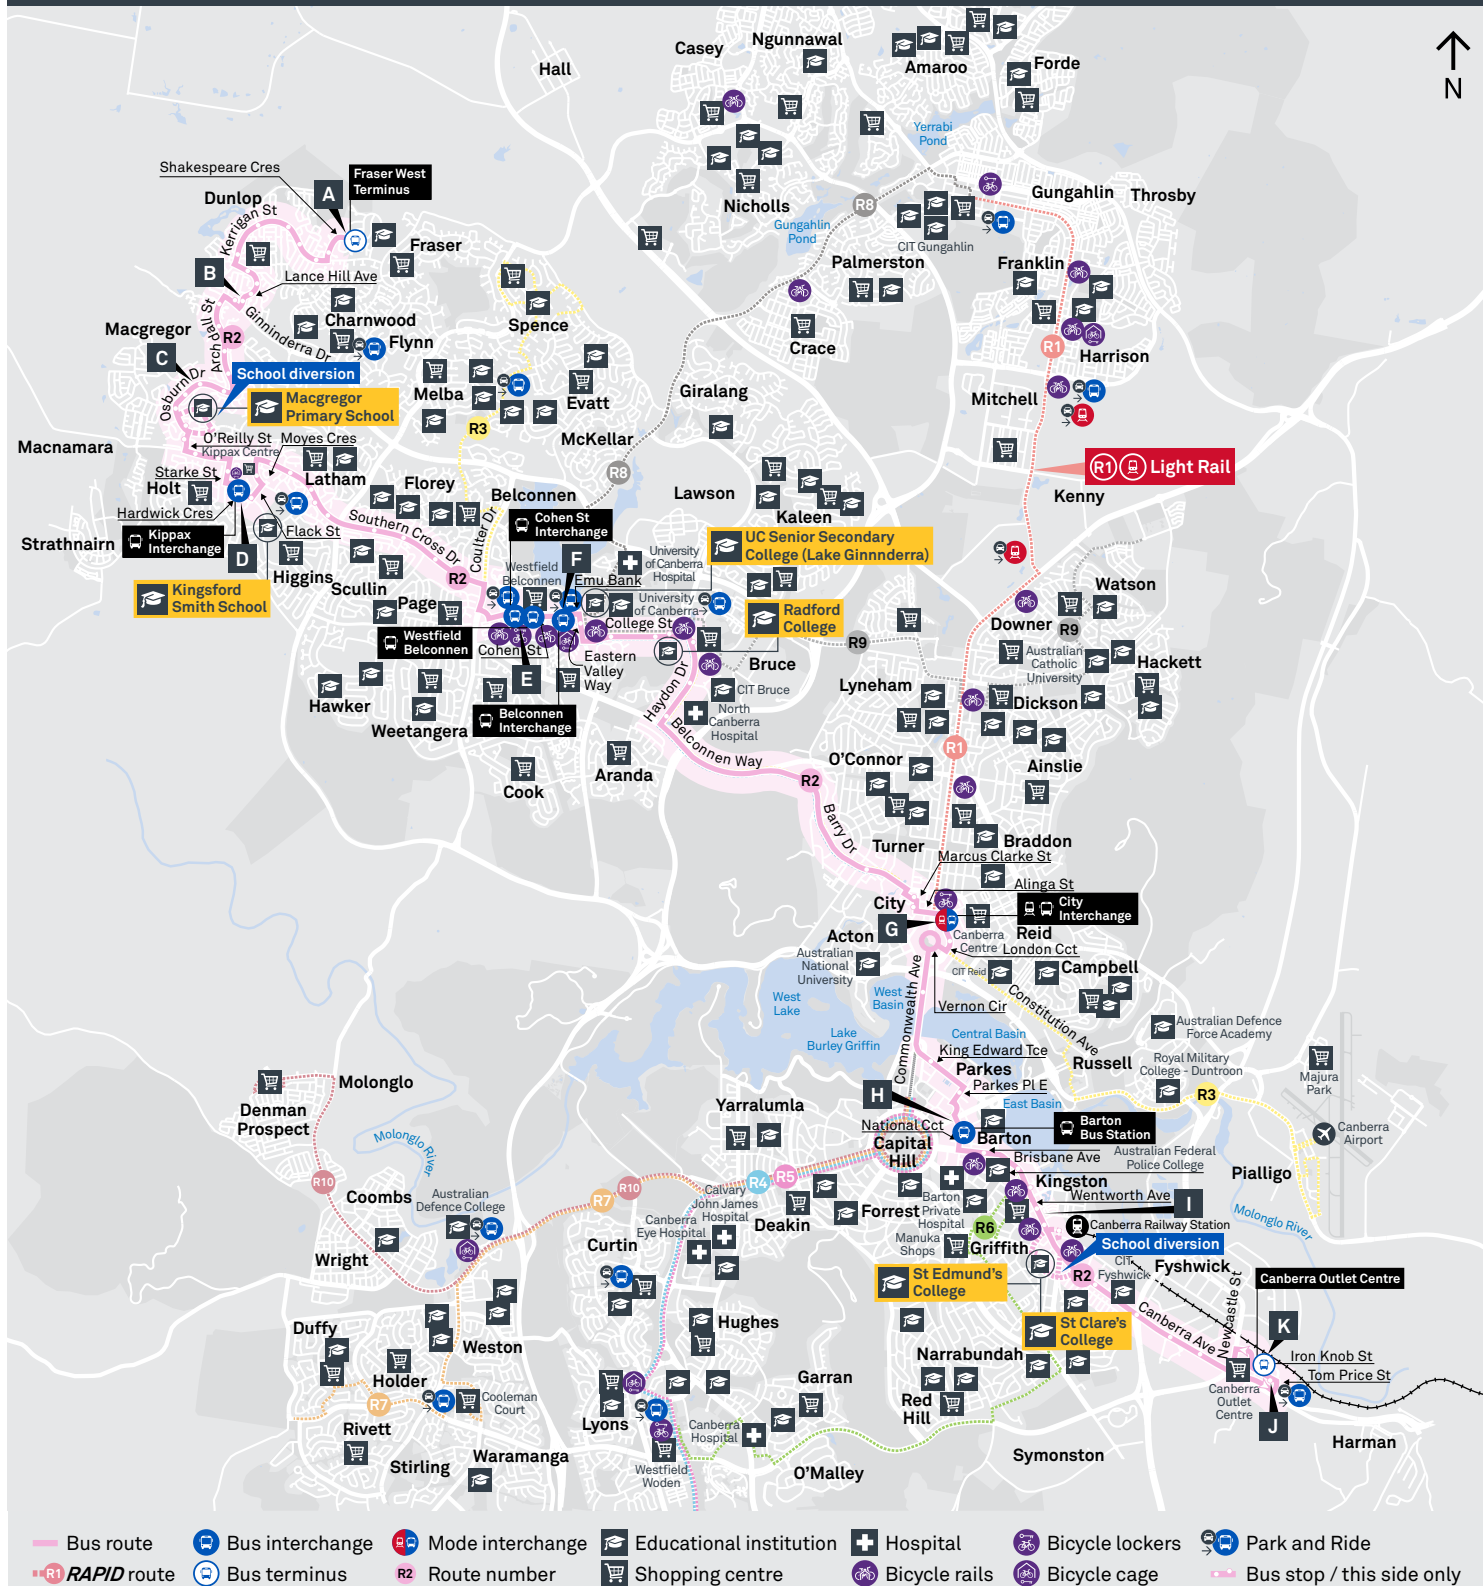 Casey
Ngunnawal
Amaroo
Forde
Hall
N
Yerrabi
Pond
Shakespeare Cres
Fraser West
Terminus
A
Dunlop
Kerrigan St
Fraser
Nicholls
R8
Gungahlin
Throsby
Gungahlin
Pond
CIT Gungahlin
B
Lance Hill Ave
Palmerston
Franklin
Charnwood
Spence
Macgregor
Archdall St
R2
Ginninderra Dr
Flynn
Crace
R1
Harrison
C
Osburn Dr
School diversion
Macgregor
Primary School
Melba
Evatt
Giralang
Mitchell
R3
McKellar
Macnamara
O'Reilly St
Moyes Cres
Kippax Centre
R1
Light Rail
Starke St
Holt
Latham
Florey
R8
Lawson
Kenny
Belconnen
Hardwick Cres
Southern Cross Dr
Coulter Dr
Cohen St
Interchange
Kaleen
Flack St
Strathnairn
Kippax
Interchange
D
Higgins
Scullin
R2
Westfield
Belconnen
F
Emu Bank
University
of Canberra
Hospital
UC Senior Secondary
College (Lake Ginnnderra)
Watson
Kingsford
Smith School
Page
University
of Canberra
College St
Radford
College
Downer
R9
R9
Westfield
Belconnen
Cohen St
E
Eastern
Valley
Way
Bruce
Australian
Catholic
University
Hackett
Hawker
Weetangera
Belconnen
Interchange
Haydon Dr
CIT Bruce
North
Canberra
Hospital
Lyneham
Dickson
Belconnen Way
R1
Aranda
Cook
R2
O'Connor
Ainslie
Barry Dr
Turner
Braddon
Marcus Clarke St
Alinga St
City
City
Interchange
G
Acton
Canberra
Centre
Reid
London Cct
Australian
National
University
CIT Reid
Campbell
Commonwealth Ave
West
Lake
West
Basin
Vernon Cir
Constitution Ave
Australian Defence
Force Academy
Lake
Burley Griffin
Central Basin
King Edward Tce
Russell
Royal Military
College - Duntroon
Majura
Park
Molonglo
Parkes
Parkes Pl E
R3
Denman
Prospect
Yarralumla
H
East Basin
National Cct
Canberra
Airport
Molonglo
River
Capital
Hill
Barton
Barton
Bus Station
Brisbane Ave
Australian Federal
Police College
Pialligo
R10
Coombs
Australian
Defence College
R7
R10
R4
R5
Calvary
John James
Hospital
Deakin
Forrest
Barton
Private
Hospital
Kingston
Wentworth Ave
I
Canberra Railway Station
Molonglo River
Canberra
Eye Hospital
R6
Manuka
Shops
Griffith
School diversion
Wright
Curtin
R2
CIT
Fyshwick
Fyshwick
St Edmund's
College
Canberra Outlet Centre
Newcastle St
Duffy
Weston
Hughes
St Clare's
College
Canberra Ave
K
Iron Knob St
Tom Price St
Holder
Narrabundah
Garran
Red
Hill
Canberra
Outlet
Centre
R7
Cooleman
Court
Lyons
Canberra
Hospital
J
Harman
Rivett
Stirling
Waramanga
Westfield
Woden
O'Malley
Symonston
Bus route
Bus interchange
Mode interchange
Educational institution
Hospital
Bicycle lockers
Park and Ride
R1 RAPID route
Bus terminus
R2 Route number
Shopping centre
Bicycle rails
Bicycle cage
Bus stop / this side only